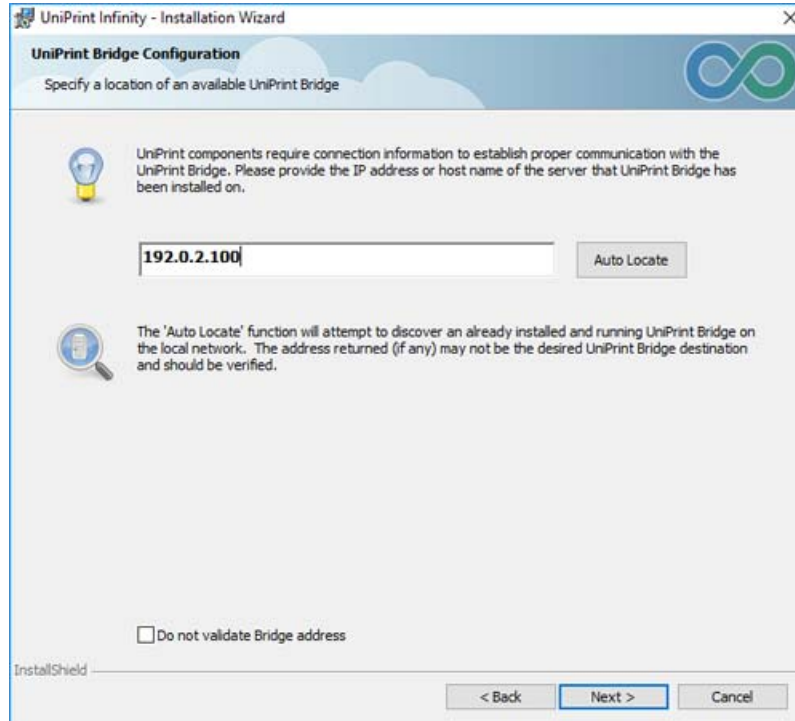 UniPrint Infinity - Installation Wizard
UniPrint Bridge Configuration
Specify a location of an available UniPrint Bridge
UniPrint components require connection information to establish proper communication with the
UniPrint Bridge. Please provide the IP address or host name of the server that UniPrint Bridge has
been installed on.
192.0.2.100
Auto Locate
The 'Auto Locate' function will attempt to discover an already installed and running UniPrint Bridge on
the local network. The address returned (if any) may not be the desired UniPrint Bridge destination
and should be verified.
Do not validate Bridge address
InstallShield
< Back
Next >
Cancel